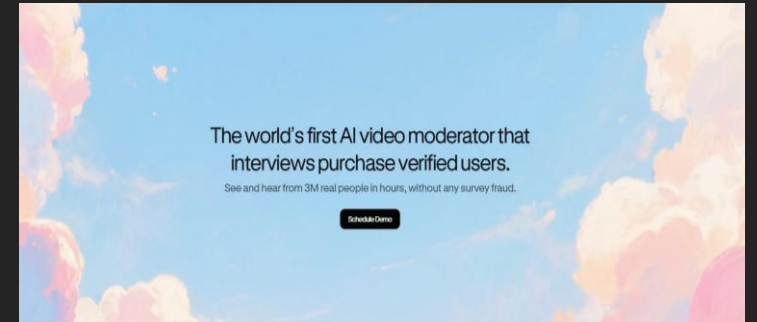 The world's first AI video moderator that
interviews purchase verified users.
See and hear from 3M real people in hours, without any survey fraud.
Schedule Demo